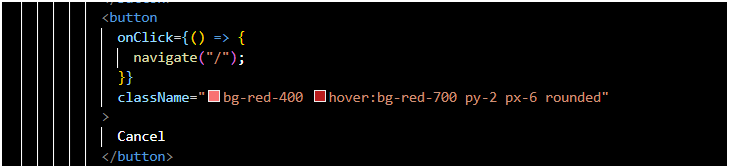 </button>
<button
onClick={() => {
navigate("/");
}}
className="bg-red-400 hover:bg-red-700 py-2 px-6 rounded"
>
Cancel
</button>